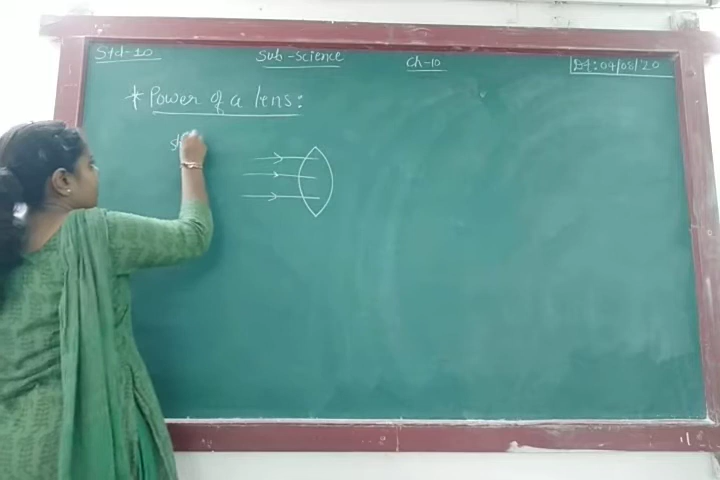 Std-10
Sub-Science
Ch-10
Dt:04/08/20
* Power of a lens: